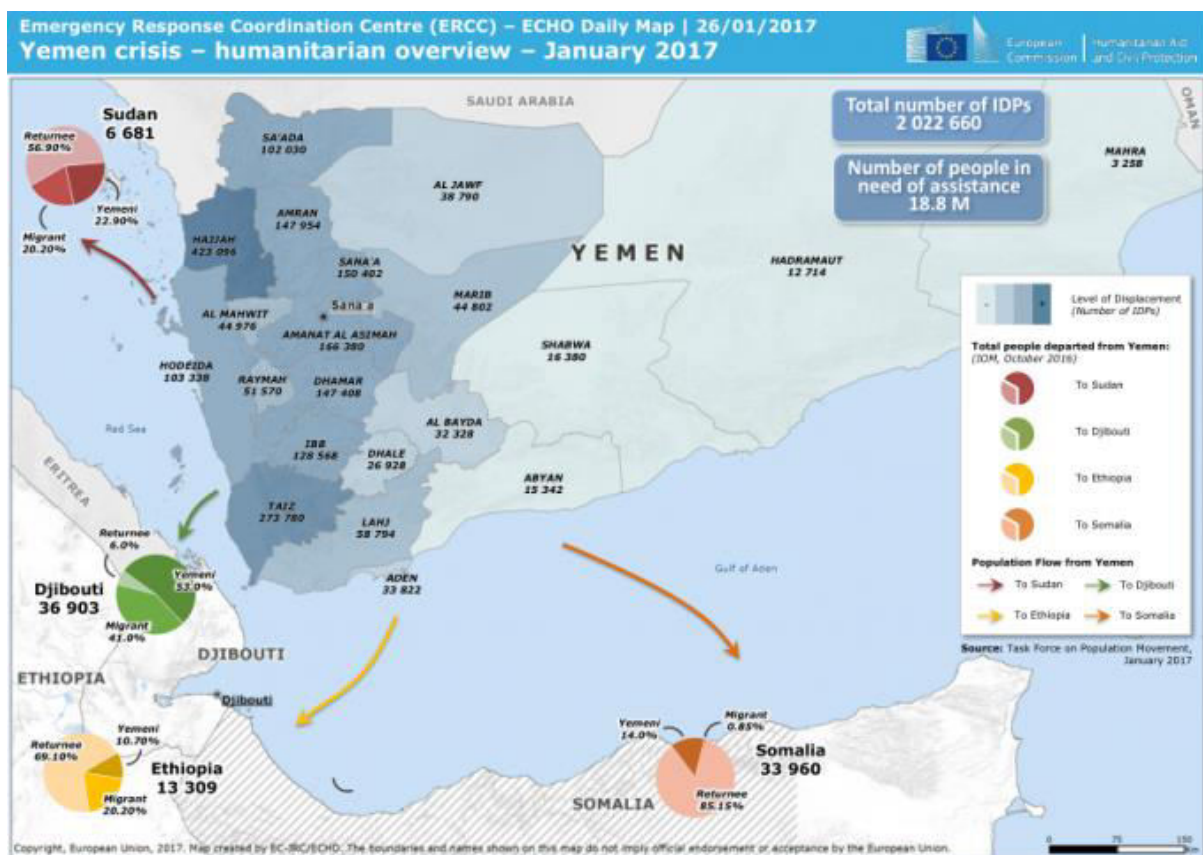 Emergency Response Coordination Centre (ERCC) – ECHO Daily Map | 26/01/2017
Yemen crisis – humanitarian overview – January 2017
European
Commission
Humanitarian Aid
and Civil Protection
SAUDI ARABIA
OMAN
Total number of IDPs
2 022 660
Number of people in
need of assistance
18.8 M
Sudan
6 681
Returnee
56.90%
Yemeni
22.90%
Migrant
20.20%
SA'ADA
102 030
AL JAWF
38 790
MAHRA
3 258
AMRAN
147 954
HAJJAH
423 096
SANA'A
150 402
YEMEN
HADRAMAUT
12 714
MARIB
44 802
Sana'a
AL MAHWIT
44 976
AMANAT AL ASIMAH
166 380
SHABWA
16 380
HODEIDA
103 338
RAYMAH
51 570
DHAMAR
147 408
AL BAYDA
32 328
Red Sea
IBB
128 568
DHALE
26 928
ABYAN
15 342
ERITREA
TAIZ
273 780
LAHJ
58 794
ADEN
33 822
Gulf of Aden
Level of Displacement
(Number of IDPs)
Total people departed from Yemen:
(IOM, October 2016)
To Sudan
To Djibouti
To Ethiopia
To Somalia
Population Flow from Yemen
To Sudan
To Djibouti
To Ethiopia
To Somalia
Source: Task Force on Population Movement,
January 2017
Returnee
6.0%
Djibouti
36 903
Yemeni
53.0%
Migrant
41.0%
DJIBOUTI
ETHIOPIA
Djibouti
Yemeni
10.70%
Returnee
69.10%
Ethiopia
13 309
Migrant
20.20%
Yemeni
14.0%
Migrant
0.85%
Somalia
33 960
Returnee
85.15%
SOMALIA
0 75 150
Copyright, European Union, 2017. Map created by EC-JRC/ECHO. The boundaries and names shown on this map do not imply official endorsement or acceptance by the European Union.